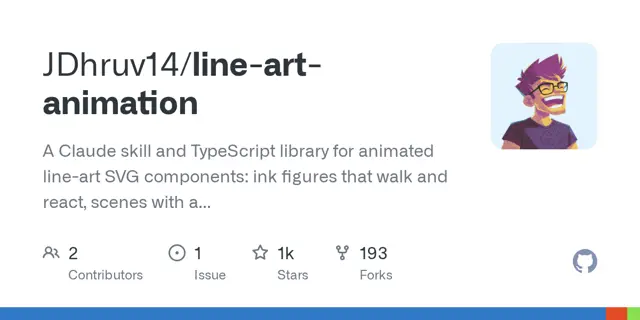 JDhruv14/line-art-
animation
A Claude skill and TypeScript library for animated
line-art SVG components: ink figures that walk and
react, scenes with a...
2 1 1k 193
Contributors Issue Stars Forks